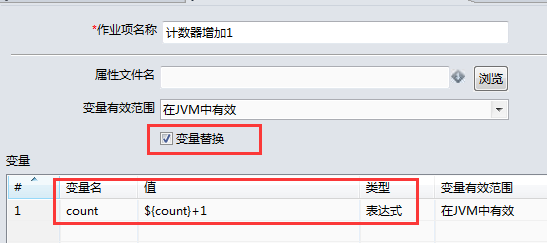 *作业项名称 计数器增加1
属性文件名 浏览
变量有效范围 在JVM中有效
变量替换
变量
# 变量名 值 类型 变量有效范围
1 count ${count}+1 表达式 在JVM中有效